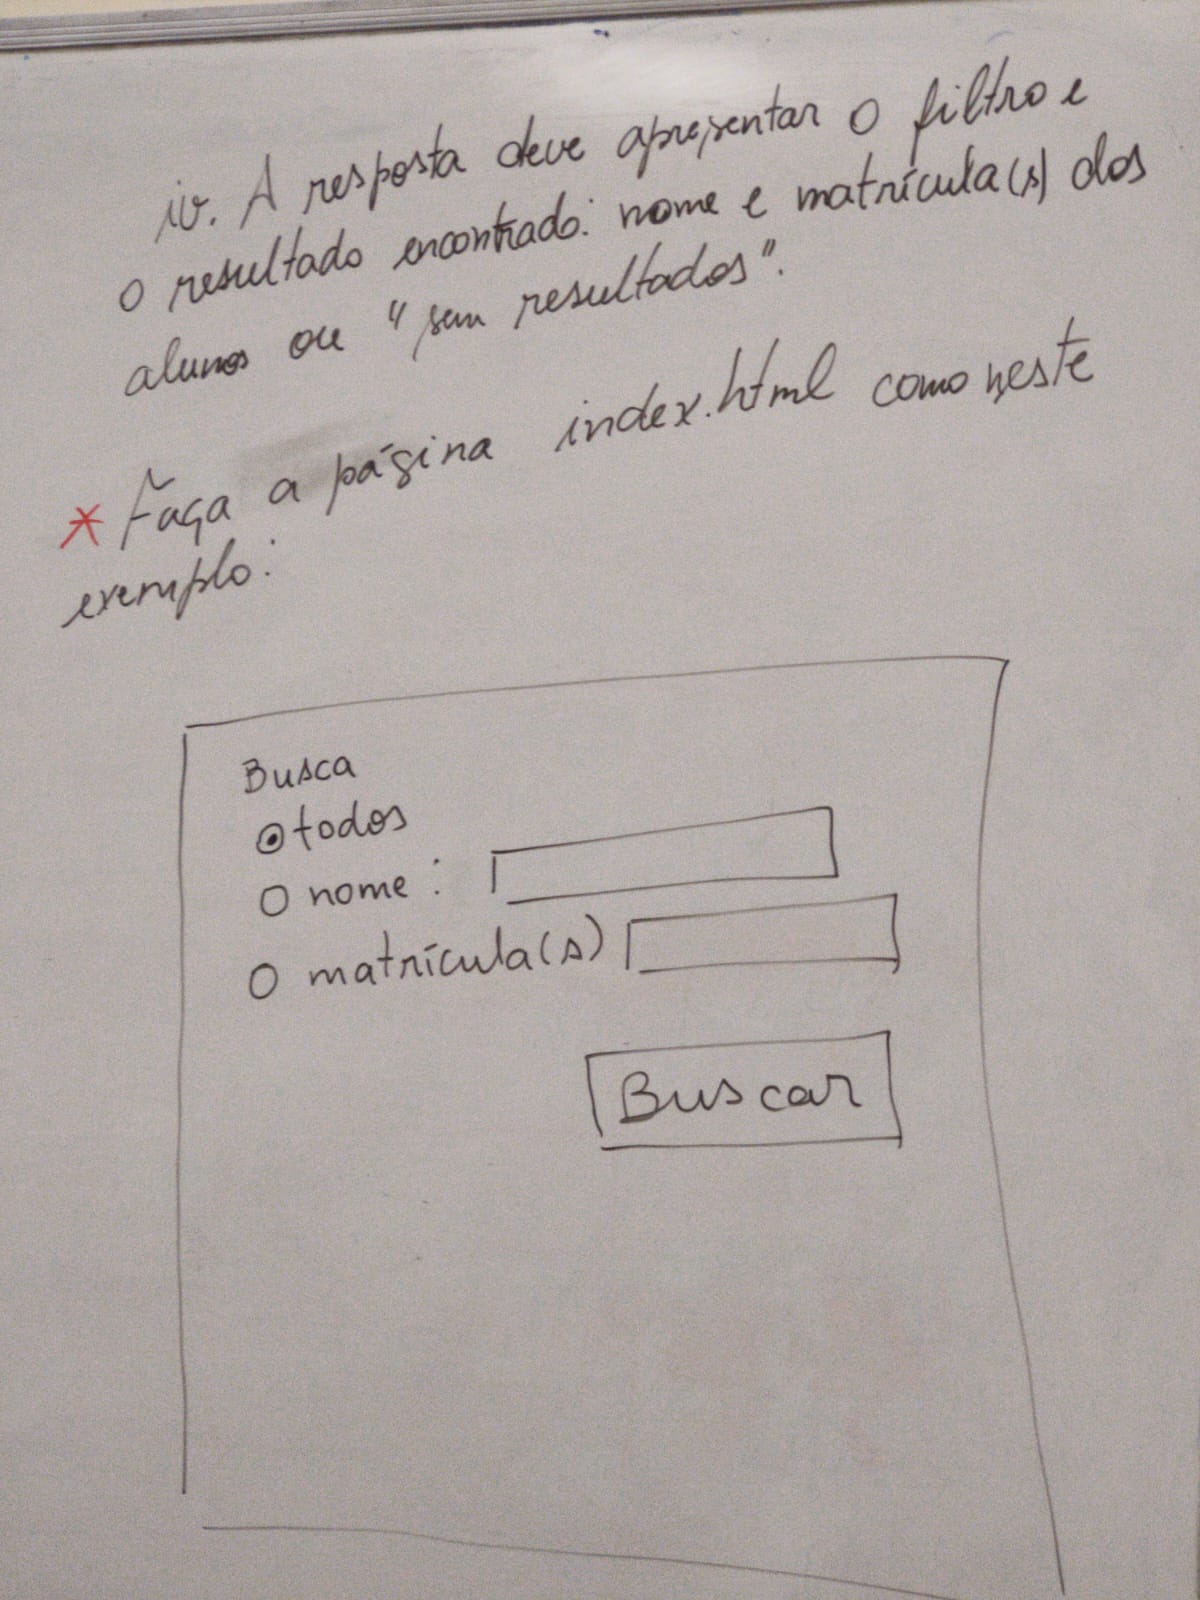 iv. A resposta deve apresentar o filtro e
o resultado encontrado: nome e matrícula(s) dos
alunos ou "sem resultados".
* Faça a página index.html como neste
exemplo:
Busca
todos
nome:
matrícula(s)
Buscar